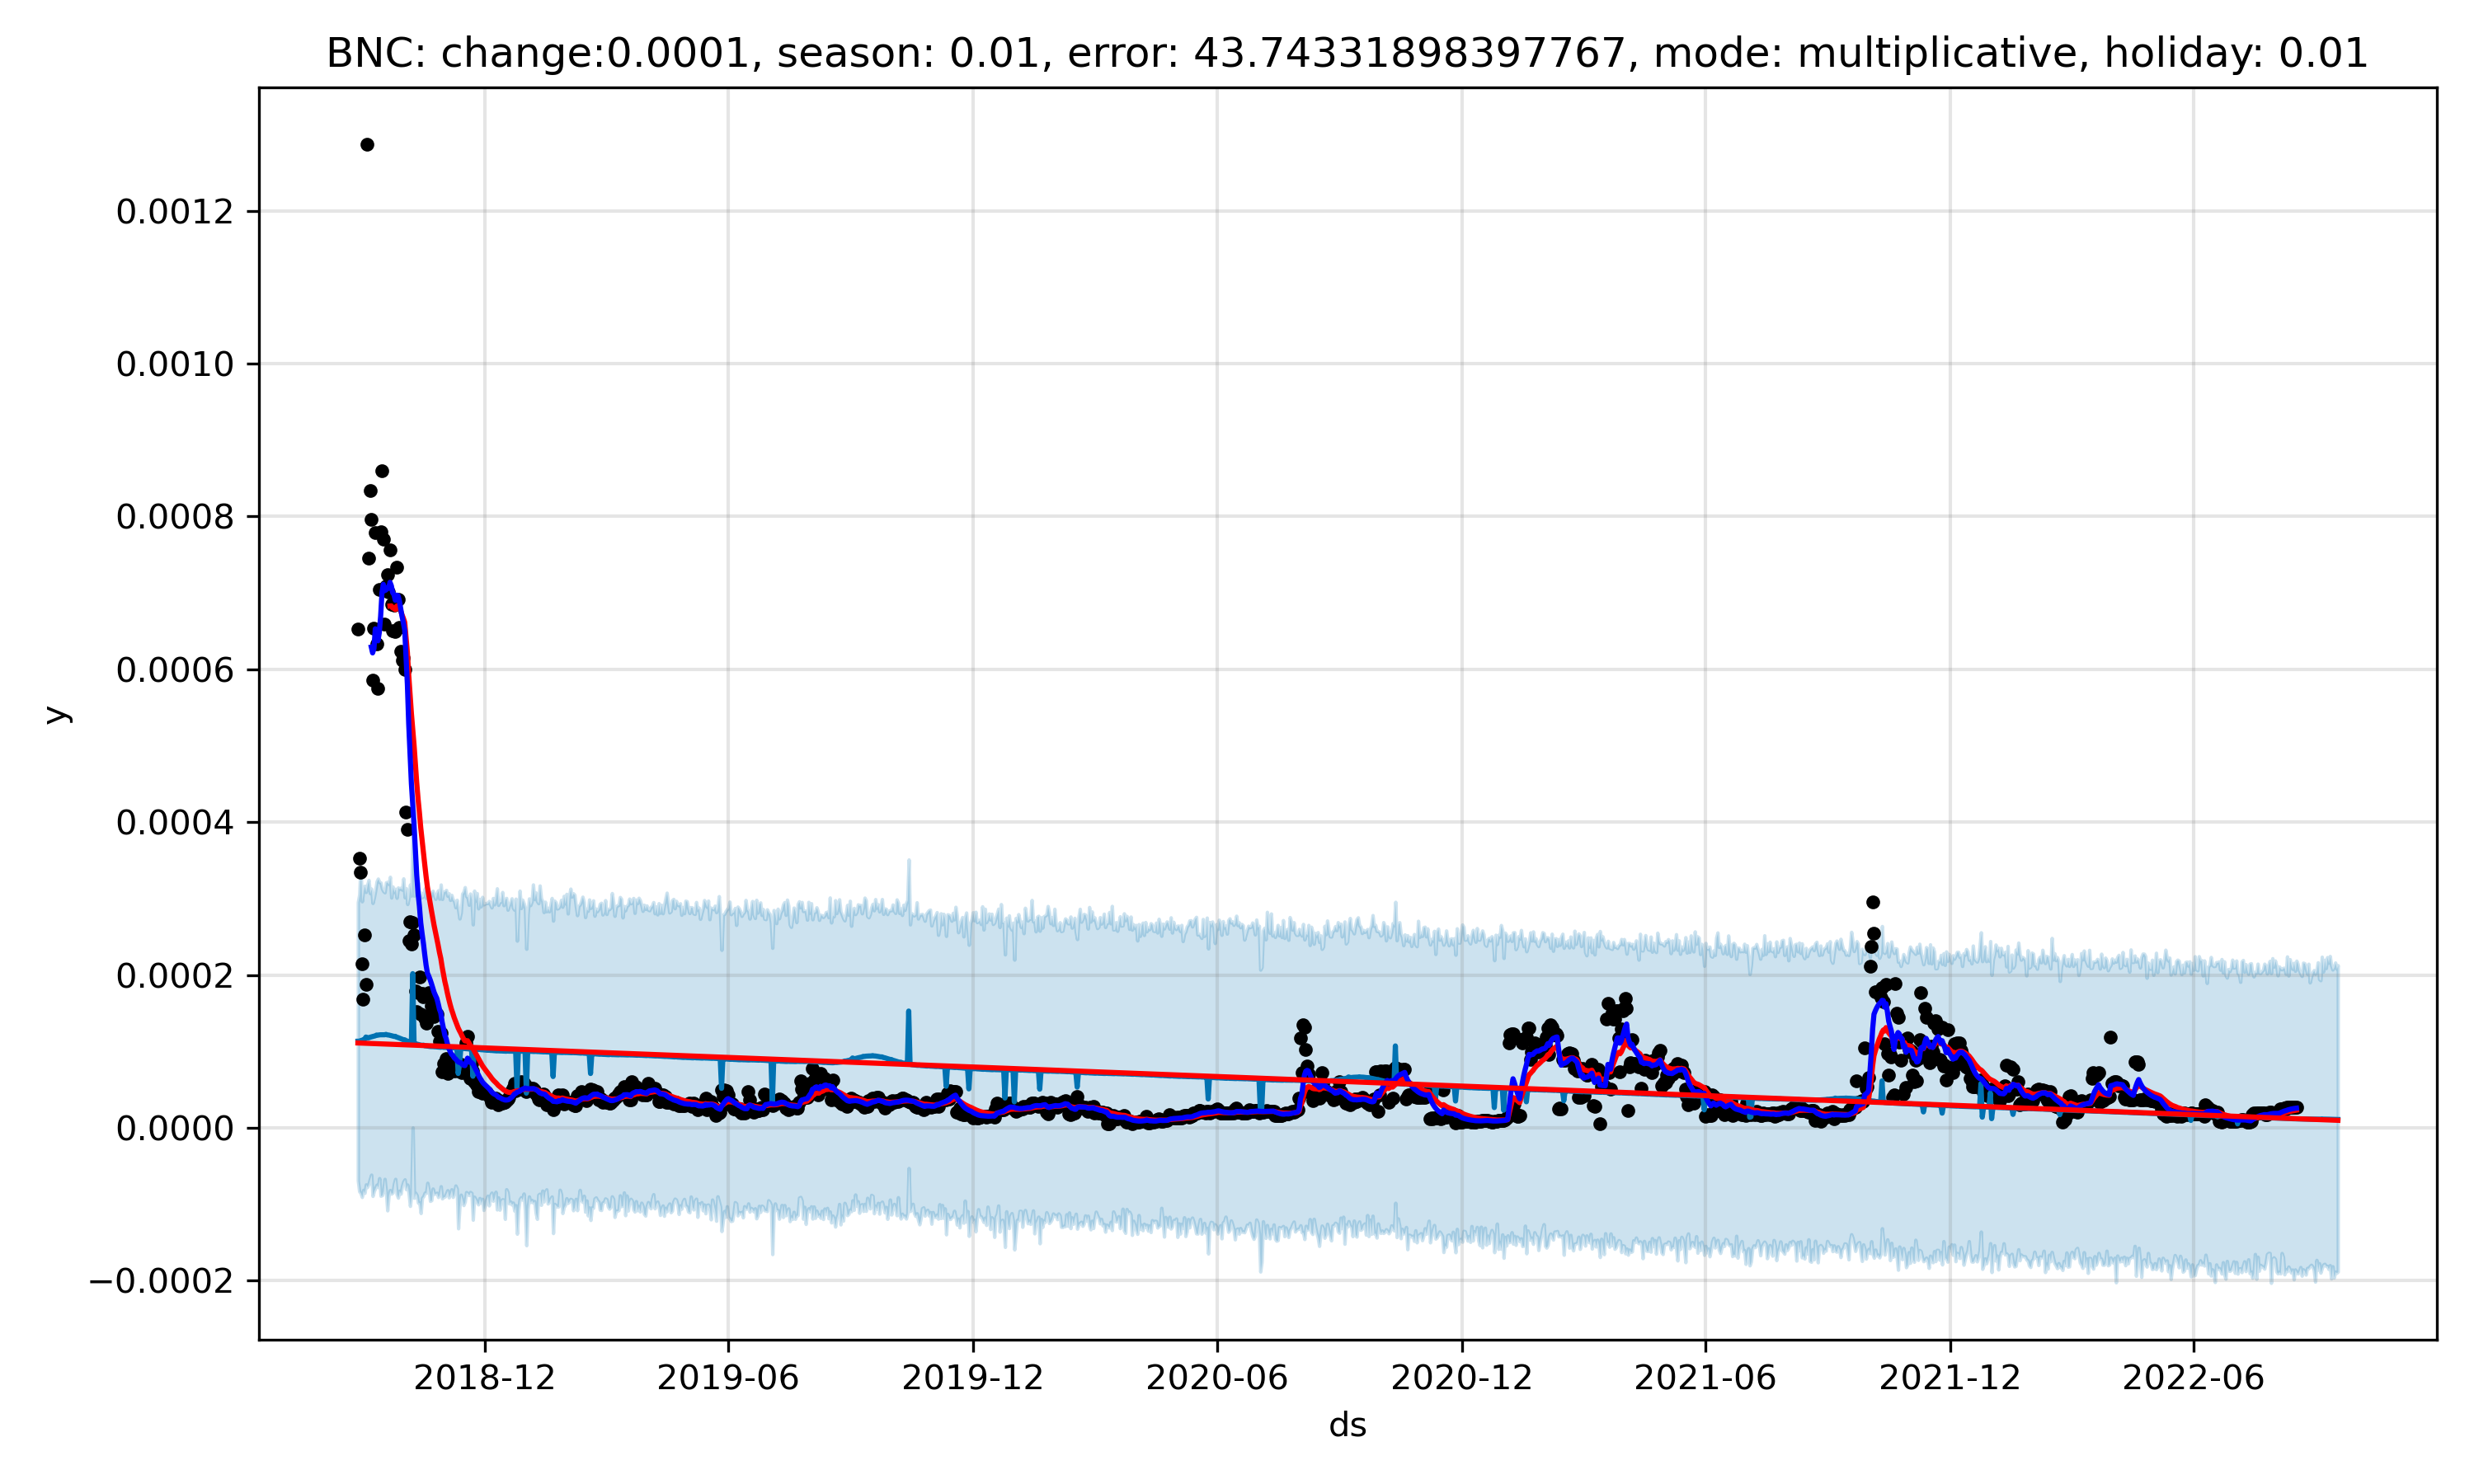 BNC: change:0.0001, season: 0.01, error: 43.74331898397767, mode: multiplicative, holiday: 0.01
0.0012
0.0010
0.0008
0.0006
0.0004
0.0002
0.0000
−0.0002
y
2018-12 2019-06 2019-12 2020-06 2020-12 2021-06 2021-12 2022-06
ds